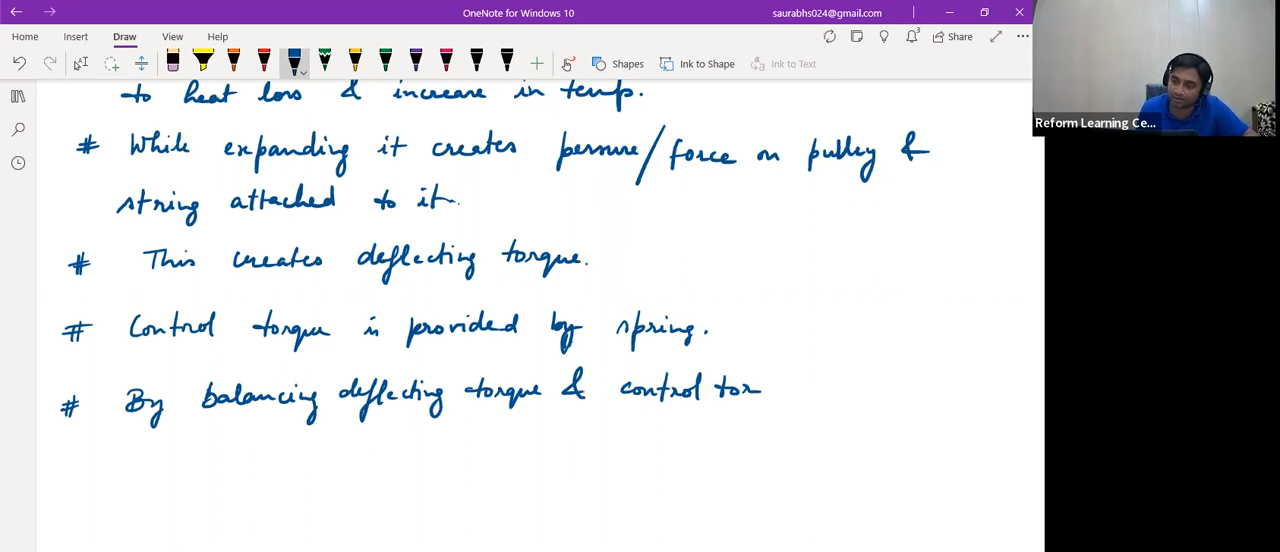 OneNote for Windows 10
saurabhs024@gmail.com
Home Insert Draw View Help
Share
Shapes Ink to Shape Ink to Text
Reform Learning Ce...
to heat loss & increase in temp.
# While expanding it creates pressure/force on pulley &
string attached to it.
# This creates deflecting torque.
# Control torque is provided by spring.
# By balancing deflecting torque & control tor